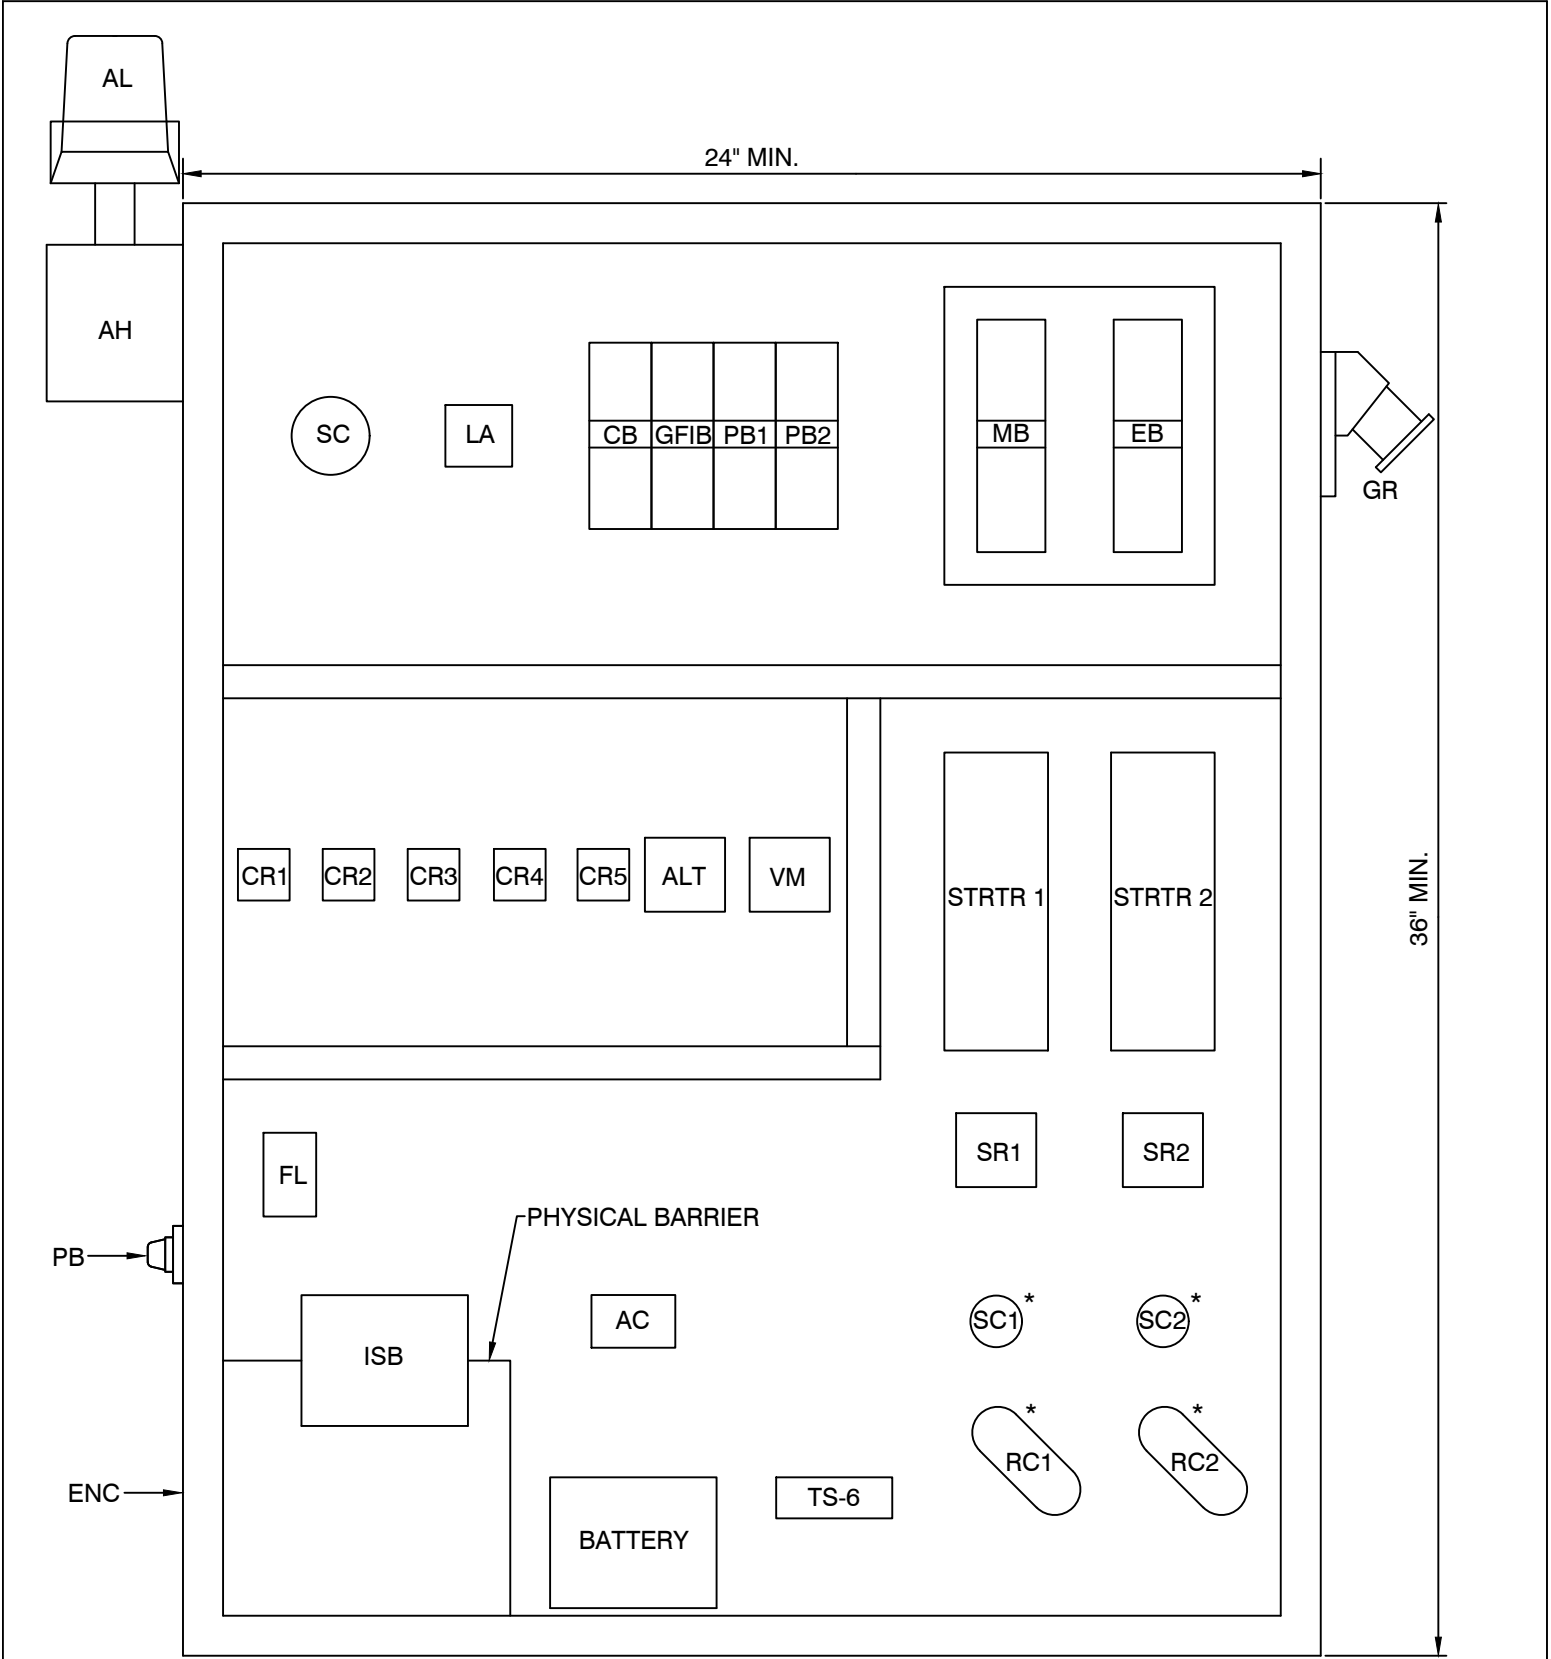 AL
24" MIN.
AH
SC
LA
CB
GFIB
PB1
PB2
MB
EB
GR
CR1
CR2
CR3
CR4
CR5
ALT
VM
STRTR 1
STRTR 2
36" MIN.
SR1
SR2
FL
PHYSICAL BARRIER
PB
ISB
AC
SC1*
SC2*
RC1*
RC2*
ENC
TS-6
BATTERY